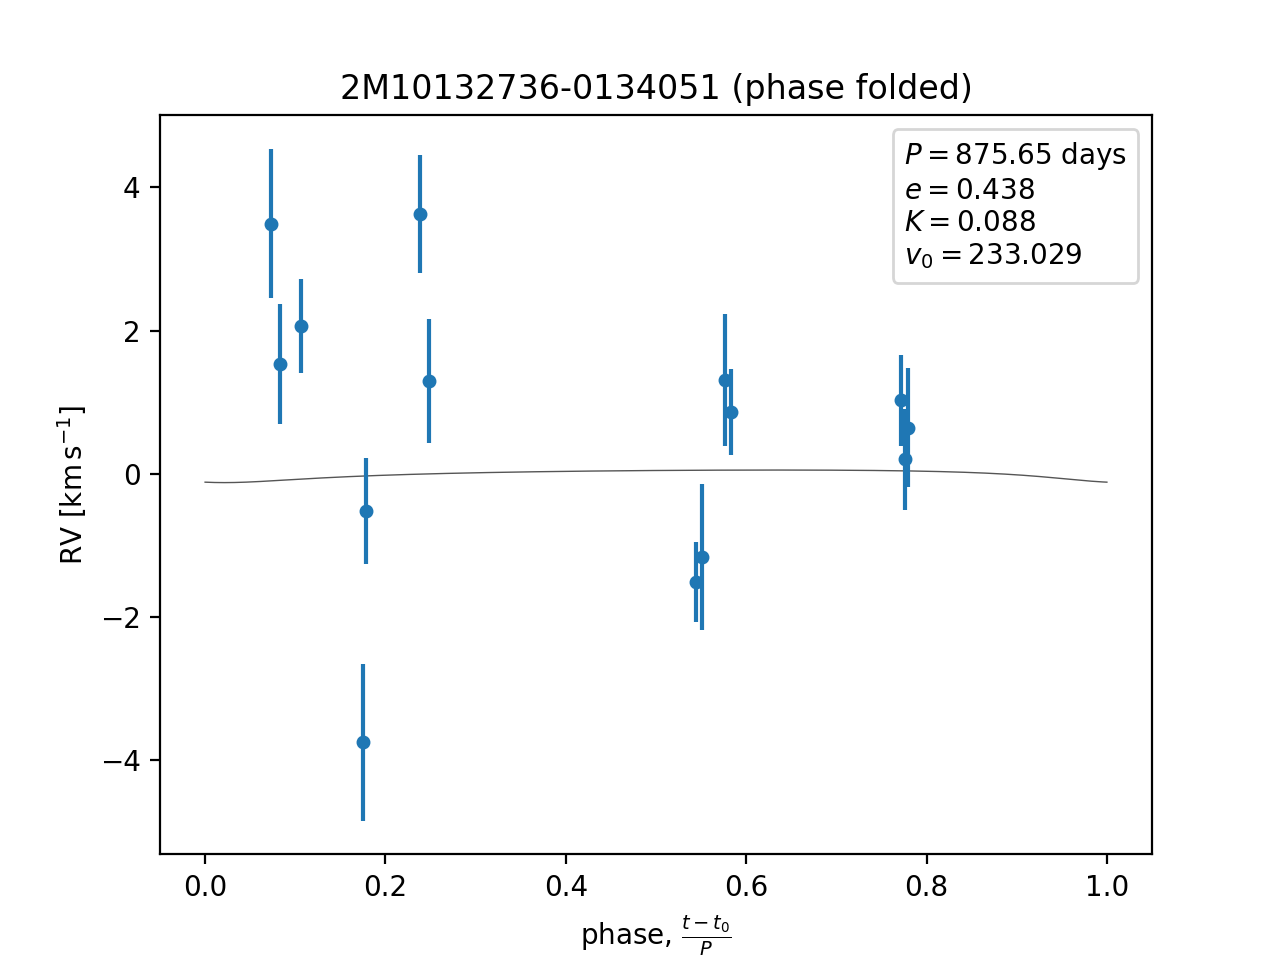 2M10132736-0134051 (phase folded)
P = 875.65 days
e = 0.438
K = 0.088
v₀ = 233.029
4
2
0
−2
−4
RV [km s⁻¹]
0.0 0.2 0.4 0.6 0.8 1.0
phase, (t − t₀)/P